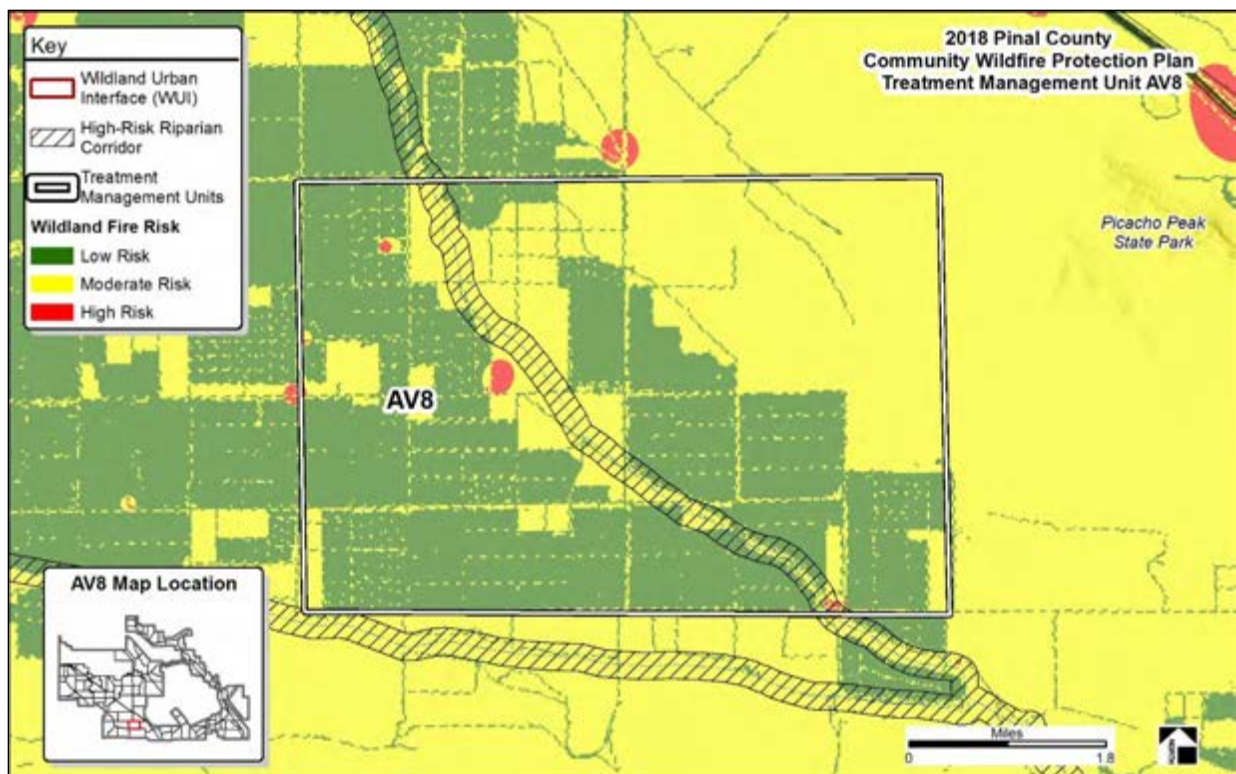 Key
Wildland Urban
Interface (WUI)
High-Risk Riparian
Corridor
Treatment
Management Units
Wildland Fire Risk
Low Risk
Moderate Risk
High Risk
2018 Pinal County
Community Wildfire Protection Plan
Treatment Management Unit AV8
Picacho Peak
State Park
AV8
AV8 Map Location
Miles
0 1.8